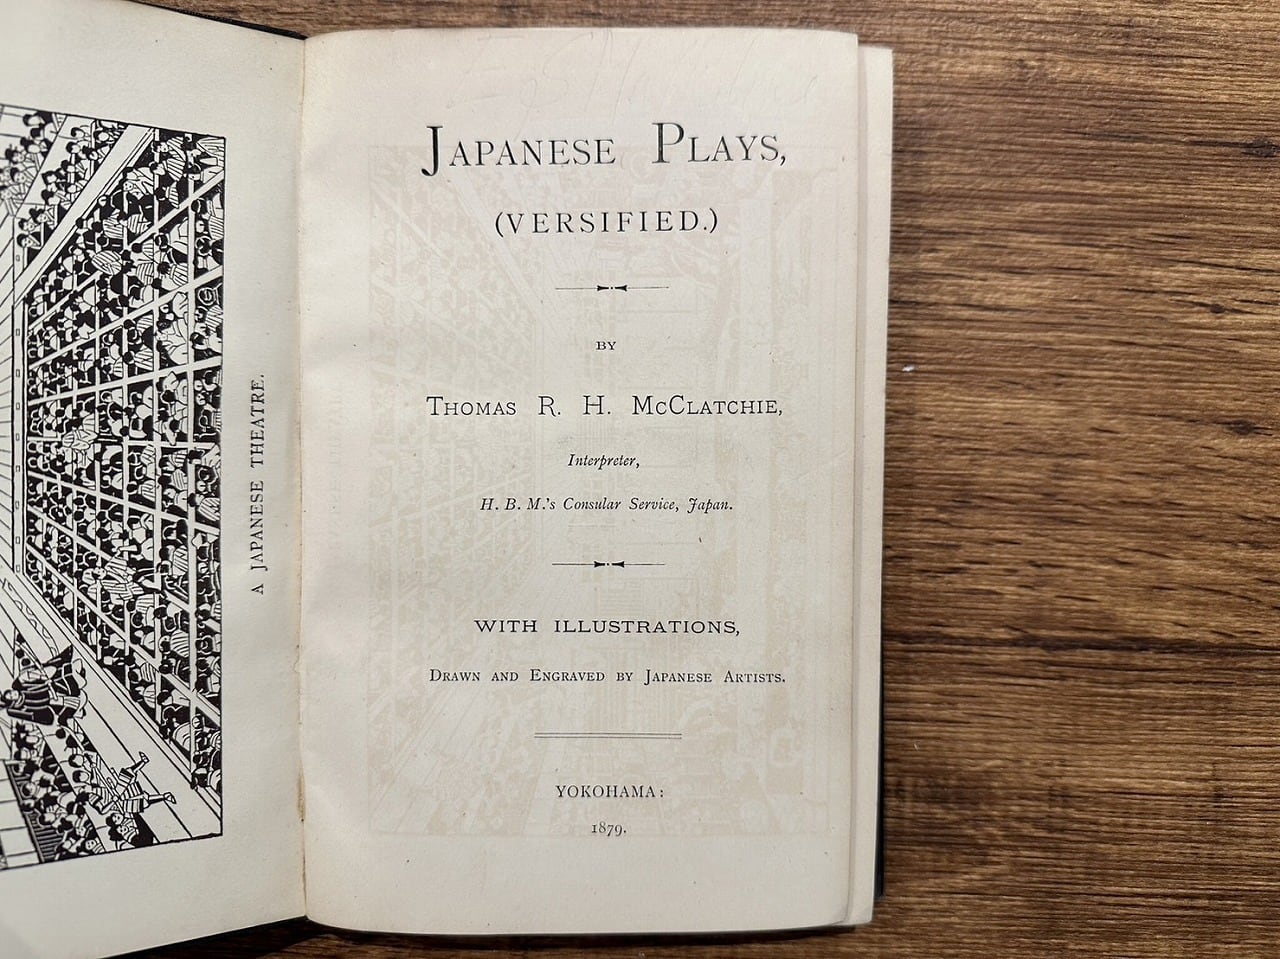 A JAPANESE THEATRE.
JAPANESE PLAYS,
(VERSIFIED.)
BY
THOMAS R. H. McCLATCHIE,
Interpreter,
H. B. M.'s Consular Service, Japan.
WITH ILLUSTRATIONS,
DRAWN AND ENGRAVED BY JAPANESE ARTISTS.
YOKOHAMA:
1879.